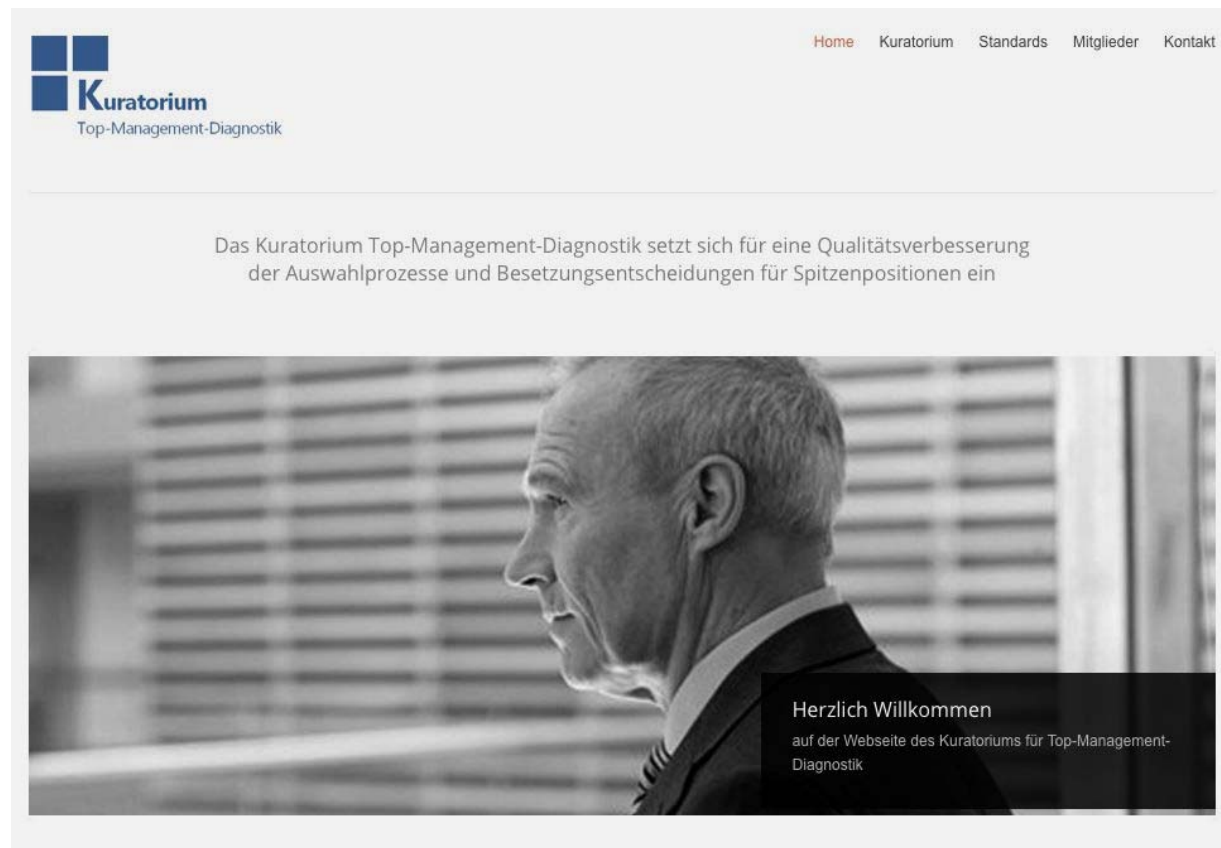 Home Kuratorium Standards Mitglieder Kontakt
Kuratorium
Top-Management-Diagnostik
Das Kuratorium Top-Management-Diagnostik setzt sich für eine Qualitätsverbesserung
der Auswahlprozesse und Besetzungsentscheidungen für Spitzenpositionen ein
Herzlich Willkommen
auf der Webseite des Kuratoriums für Top-Management-
Diagnostik